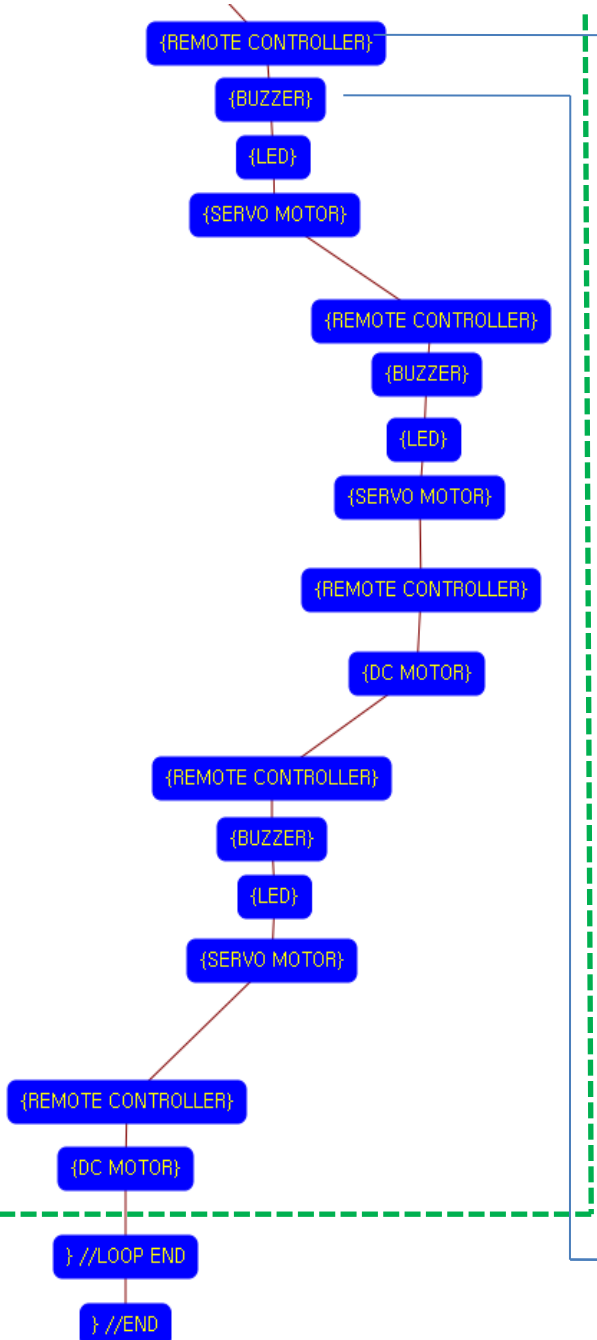 {REMOTE CONTROLLER}
{BUZZER}
{LED}
{SERVO MOTOR}
{REMOTE CONTROLLER}
{BUZZER}
{LED}
{SERVO MOTOR}
{REMOTE CONTROLLER}
{DC MOTOR}
{REMOTE CONTROLLER}
{BUZZER}
{LED}
{SERVO MOTOR}
{REMOTE CONTROLLER}
{DC MOTOR}
} //LOOP END
} //END